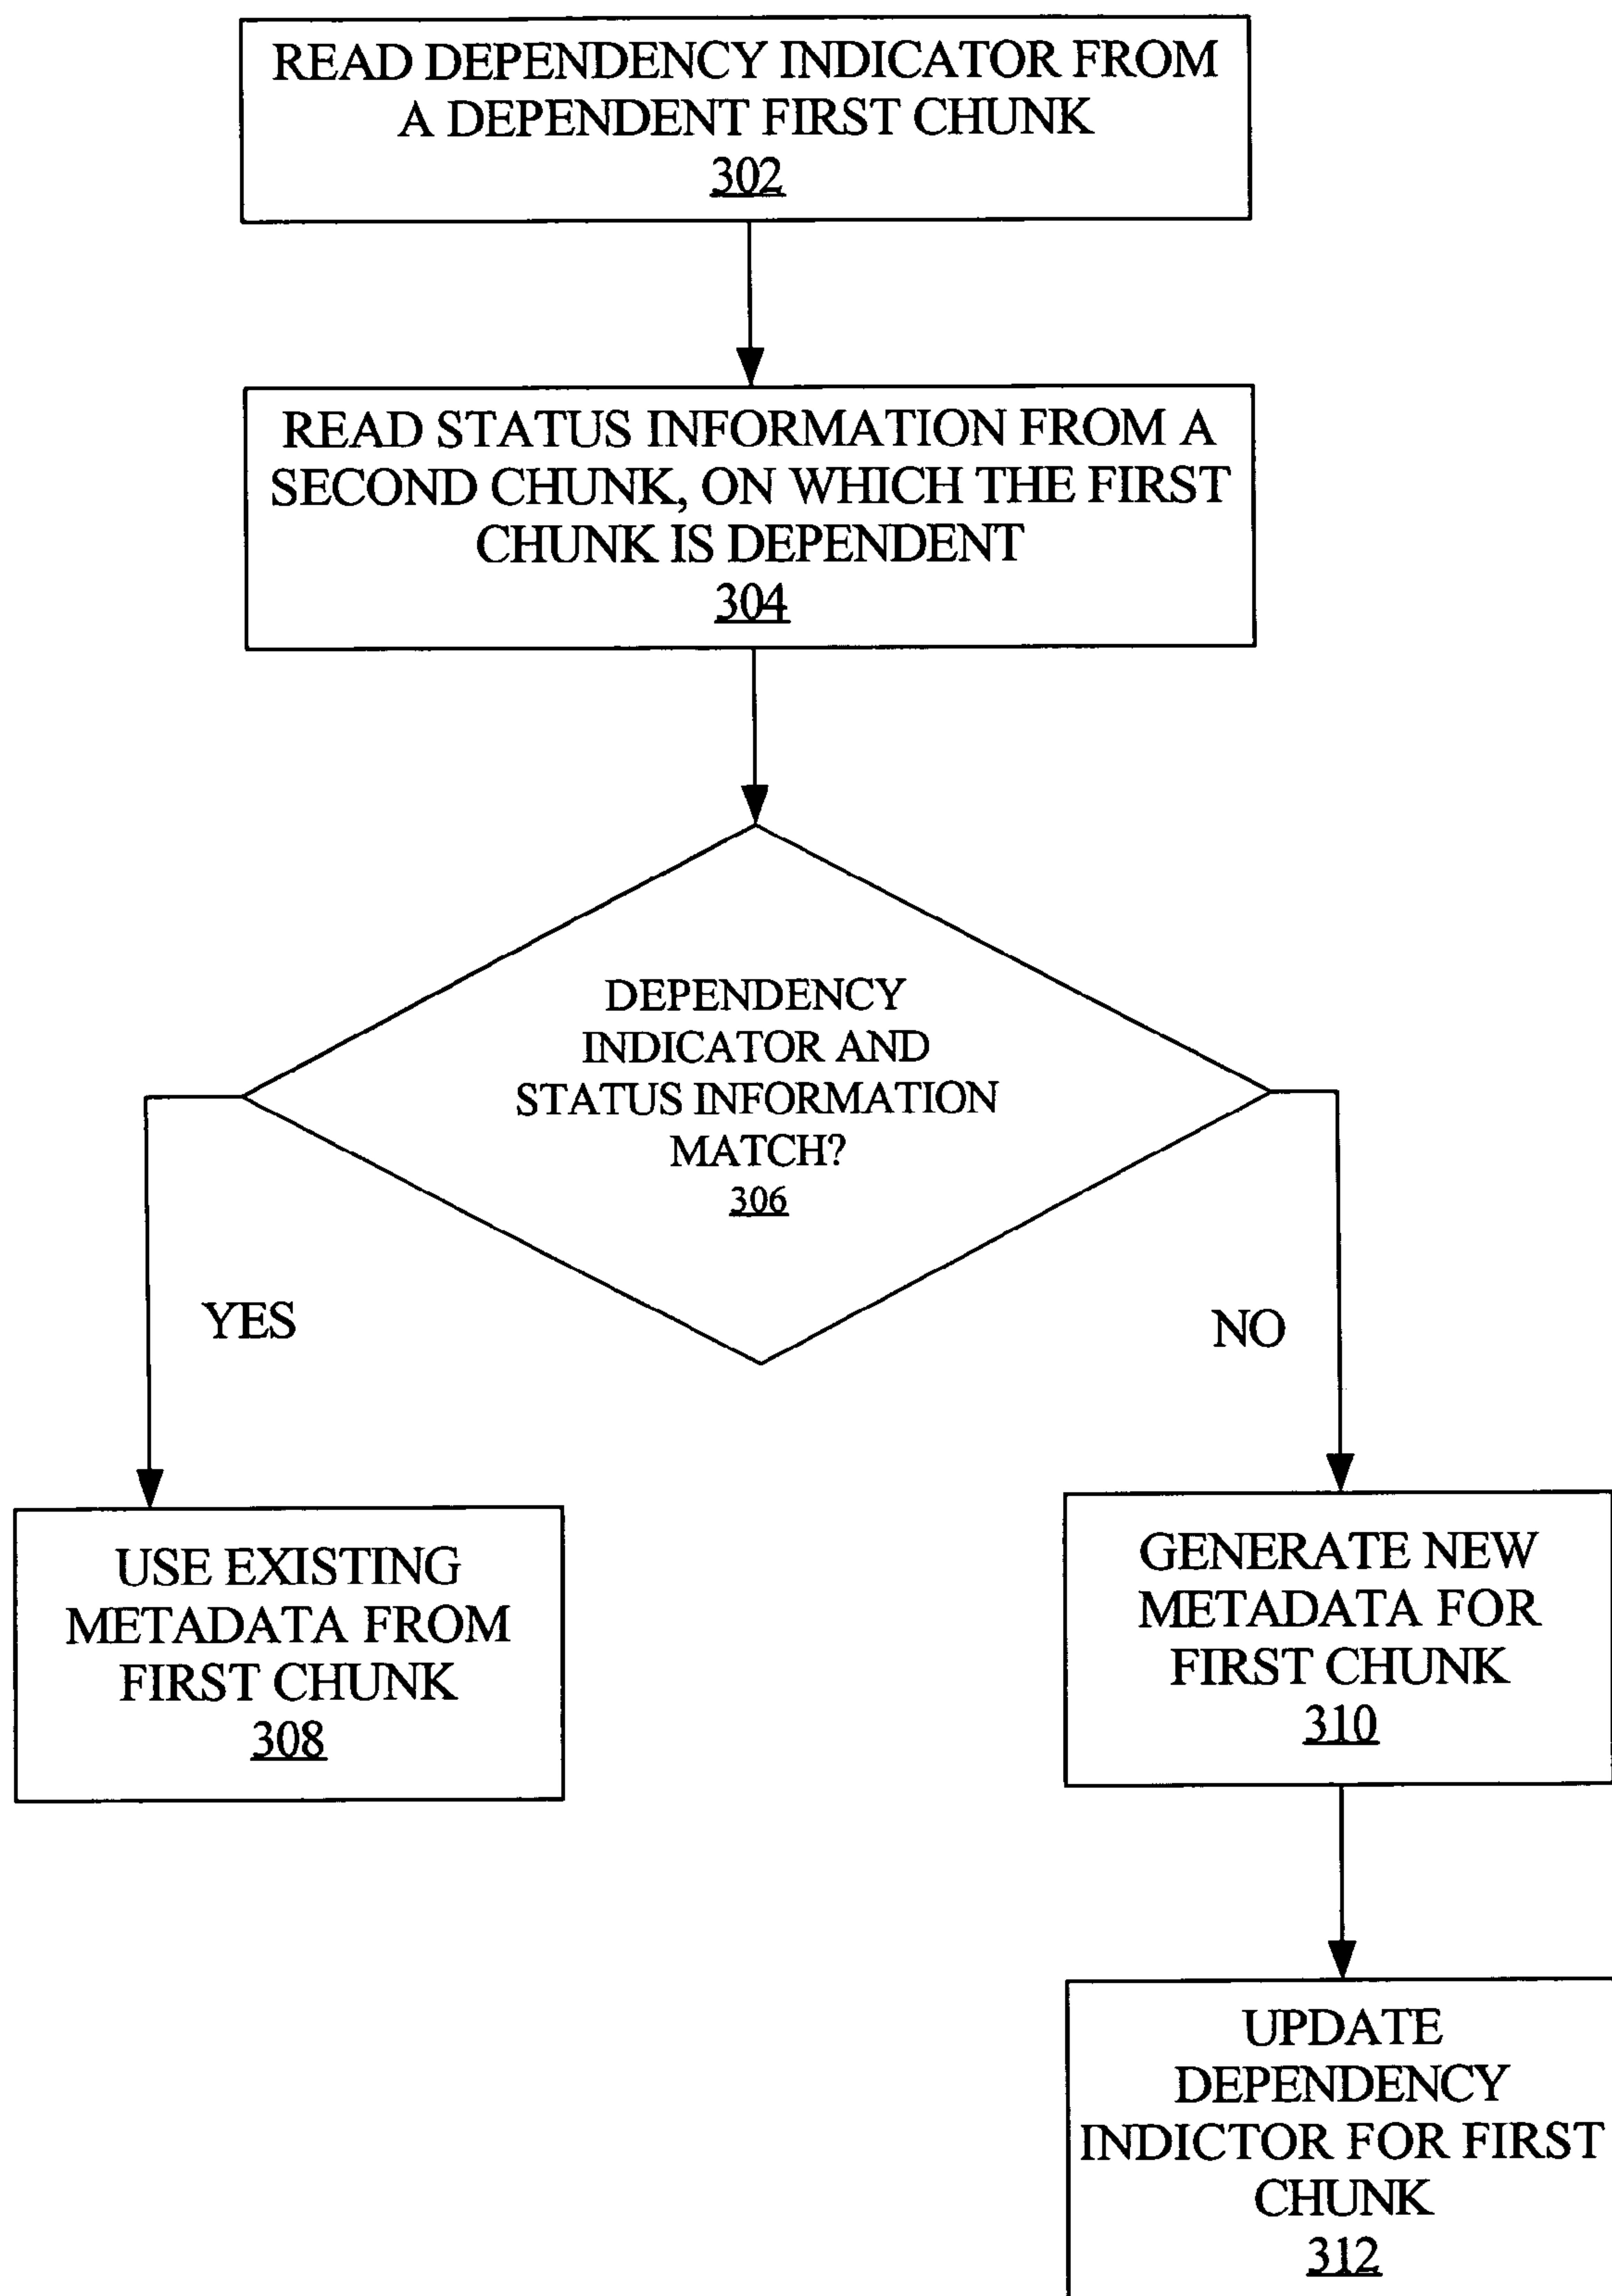 READ DEPENDENCY INDICATOR FROM
A DEPENDENT FIRST CHUNK
302
READ STATUS INFORMATION FROM A
SECOND CHUNK, ON WHICH THE FIRST
CHUNK IS DEPENDENT
304
DEPENDENCY
INDICATOR AND
STATUS INFORMATION
MATCH?
306
YES
NO
USE EXISTING
METADATA FROM
FIRST CHUNK
308
GENERATE NEW
METADATA FOR
FIRST CHUNK
310
UPDATE
DEPENDENCY
INDICTOR FOR FIRST
CHUNK
312